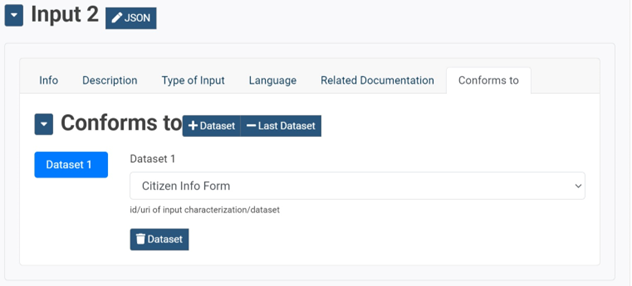 Input 2 JSON
Info Description Type of Input Language Related Documentation Conforms to
Conforms to Dataset Last Dataset
Dataset 1 Dataset 1
Citizen Info Form
id/uri of input characterization/dataset
Dataset